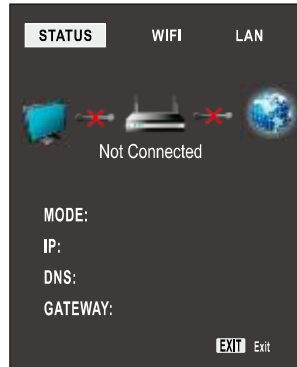 STATUS WIFI LAN
Not Connected
MODE:
IP:
DNS:
GATEWAY:
EXIT Exit